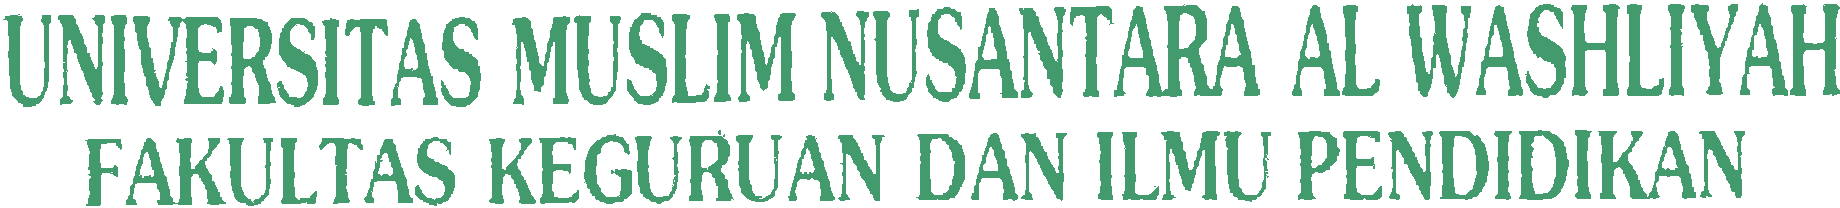 UNIVERSITAS MUSLIM NUSANTARA AL WASHLIYAH
FAKULTAS KEGURUAN DAN ILMU PENDIDIKAN